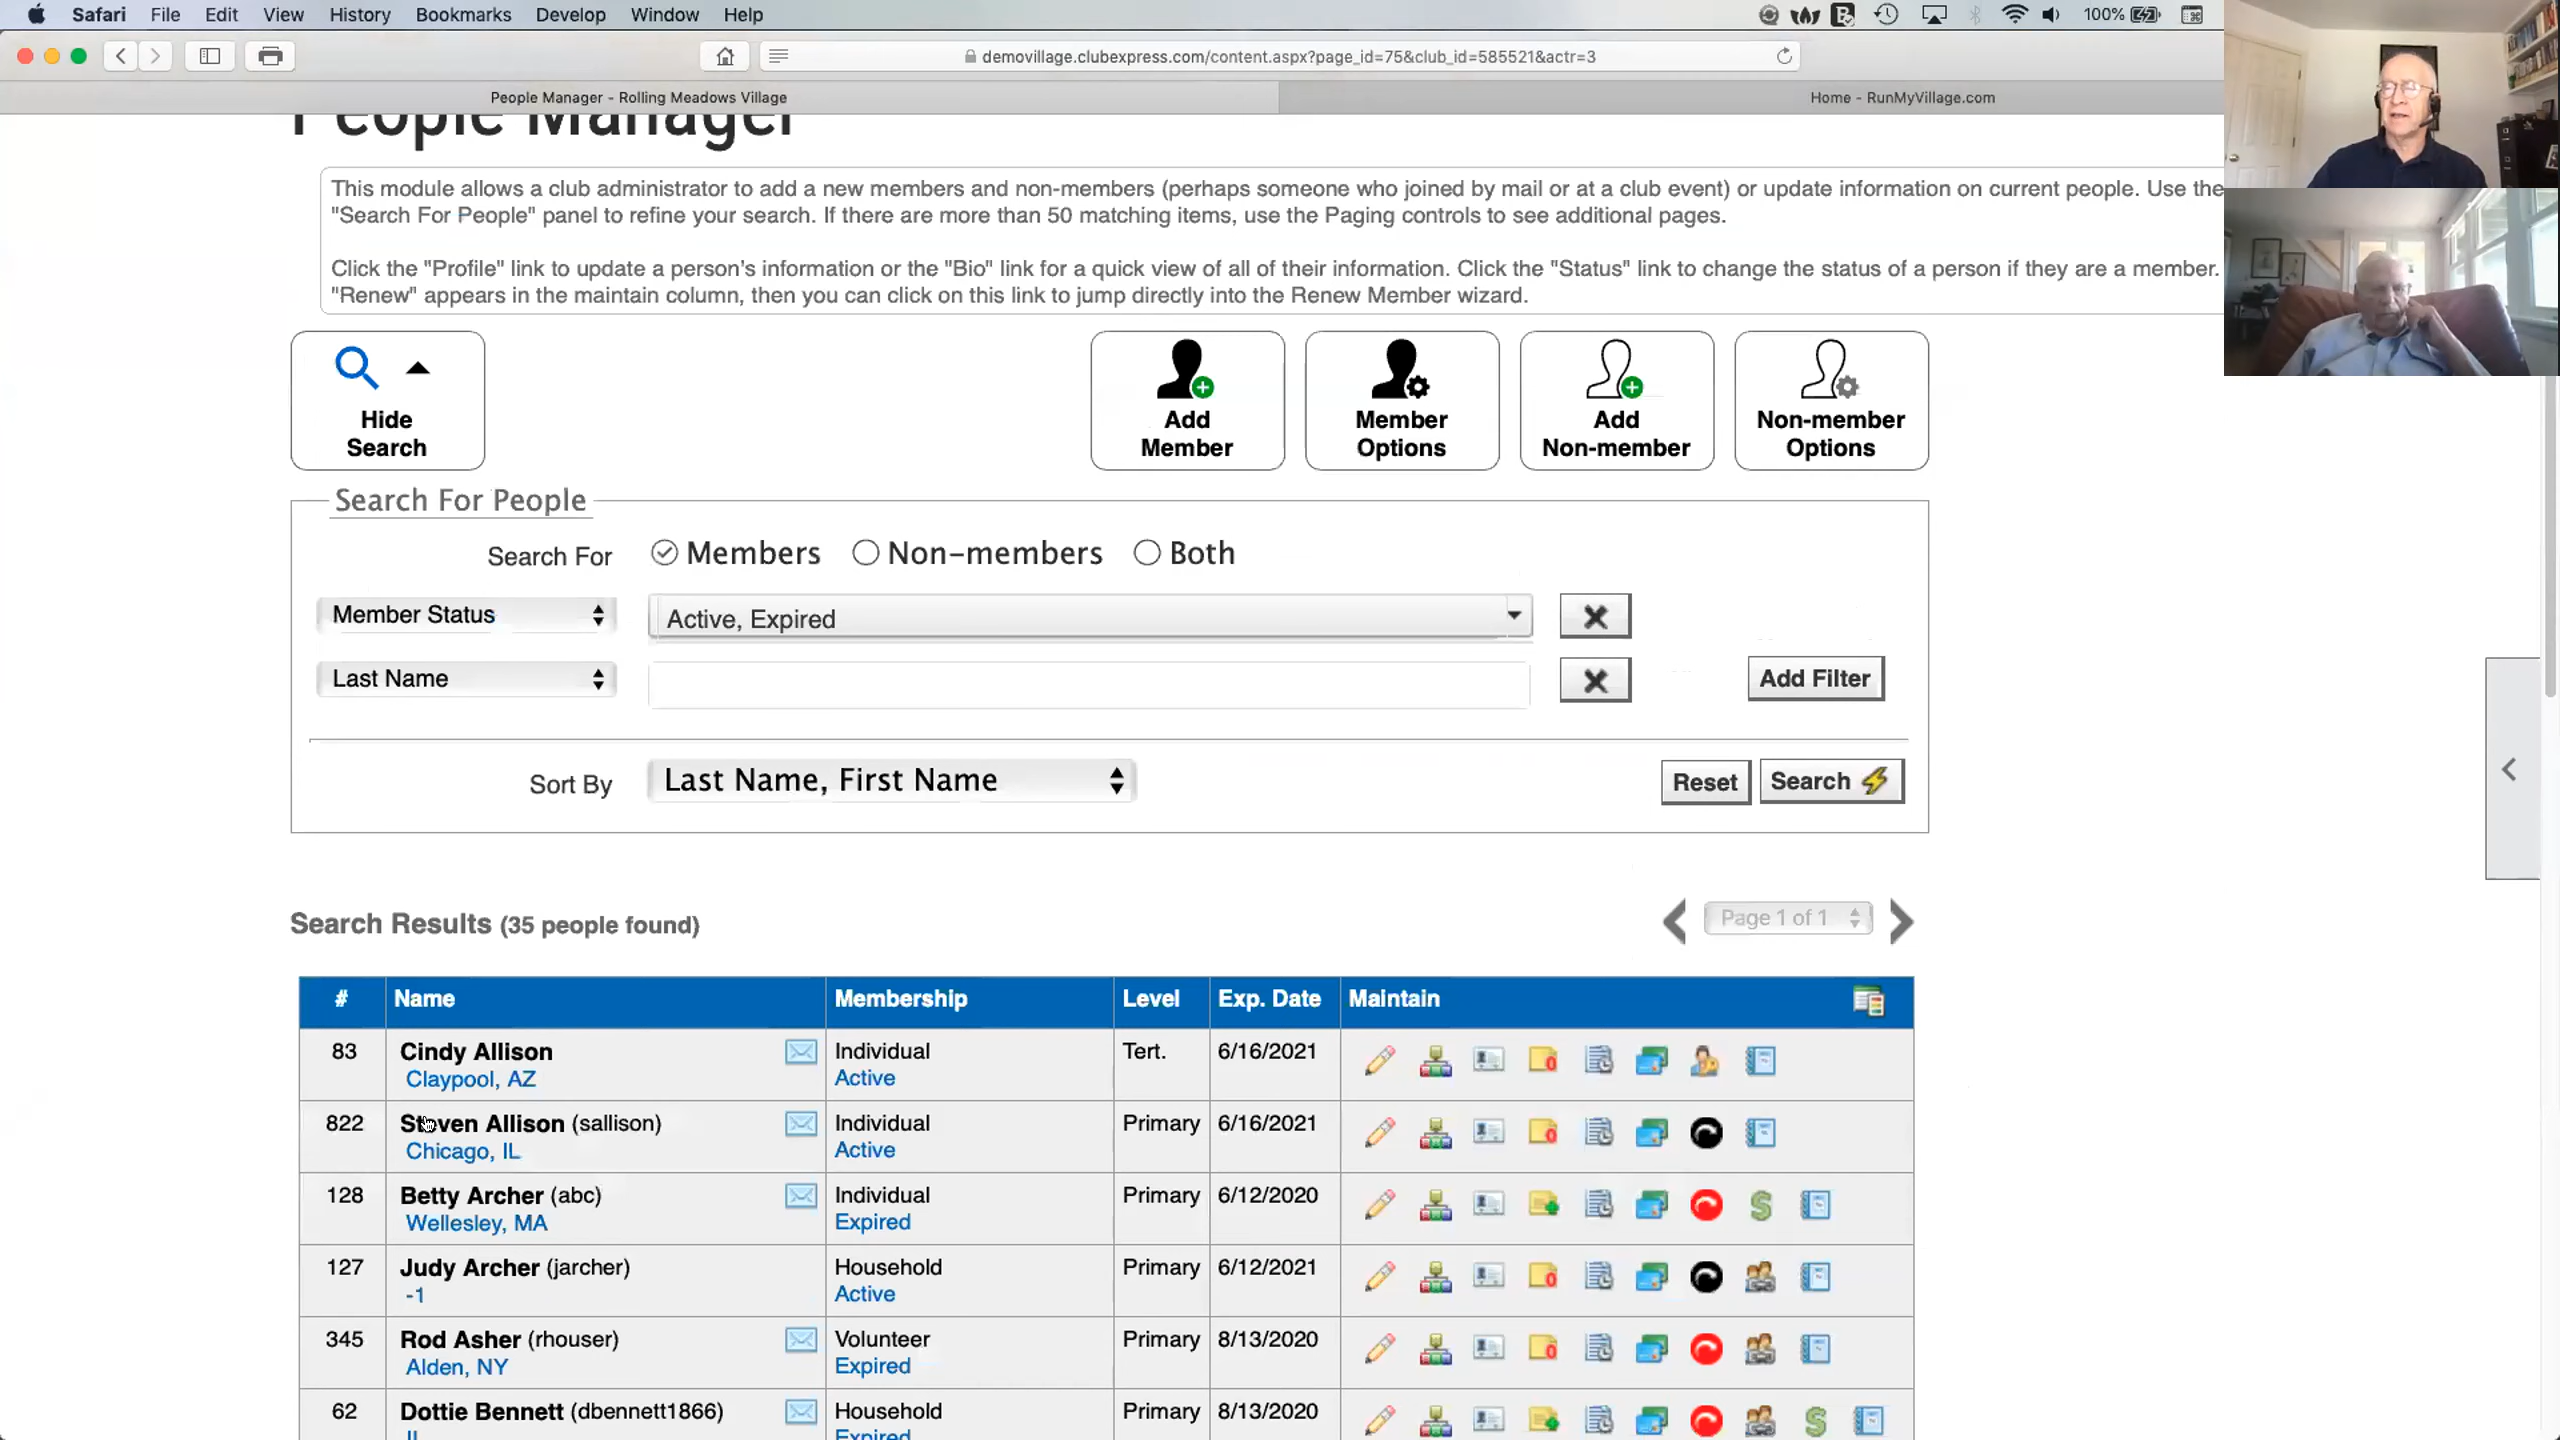 Safari File Edit View History Bookmarks Develop Window Help 100%
demovillage.clubexpress.com/content.aspx?page_id=75&club_id=585521&actr=3
People Manager - Rolling Meadows Village
Home - RunMyVillage.com
People Manager
This module allows a club administrator to add a new members and non-members (perhaps someone who joined by mail or at a club event) or update information on current people. Use the
"Search For People" panel to refine your search. If there are more than 50 matching items, use the Paging controls to see additional pages.
Click the "Profile" link to update a person's information or the "Bio" link for a quick view of all of their information. Click the "Status" link to change the status of a person if they are a member.
"Renew" appears in the maintain column, then you can click on this link to jump directly into the Renew Member wizard.
Hide
Search
Add
Member
Member
Options
Add
Non-member
Non-member
Options
Search For People
Search For Members Non-members Both
Member Status Active, Expired
Last Name Add Filter
Sort By Last Name, First Name Reset Search
Search Results (35 people found) Page 1 of 1
# Name Membership Level Exp. Date Maintain
83 Cindy Allison Individual Tert. 6/16/2021
Claypool, AZ Active
822 Steven Allison (sallison) Individual Primary 6/16/2021
Chicago, IL Active
128 Betty Archer (abc) Individual Primary 6/12/2020
Wellesley, MA Expired
127 Judy Archer (jarcher) Household Primary 6/12/2021
-1 Active
345 Rod Asher (rhouser) Volunteer Primary 8/13/2020
Alden, NY Expired
62 Dottie Bennett (dbennett1866) Household Primary 8/13/2020
IL Expired